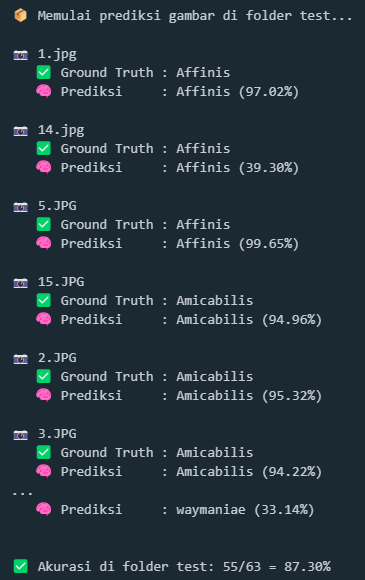 📦 Memulai prediksi gambar di folder test...
📷 1.jpg
✅ Ground Truth : Affinis
🧠 Prediksi     : Affinis (97.02%)
📷 14.jpg
✅ Ground Truth : Affinis
🧠 Prediksi     : Affinis (39.30%)
📷 5.JPG
✅ Ground Truth : Affinis
🧠 Prediksi     : Affinis (99.65%)
📷 15.JPG
✅ Ground Truth : Amicabilis
🧠 Prediksi     : Amicabilis (94.96%)
📷 2.JPG
✅ Ground Truth : Amicabilis
🧠 Prediksi     : Amicabilis (95.32%)
📷 3.JPG
✅ Ground Truth : Amicabilis
🧠 Prediksi     : Amicabilis (94.22%)
...
🧠 Prediksi     : waymaniae (33.14%)
✅ Akurasi di folder test: 55/63 = 87.30%